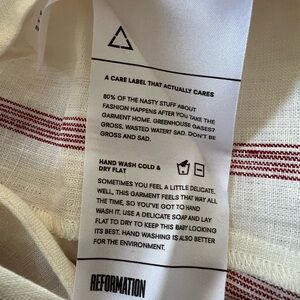 A CARE LABEL THAT ACTUALLY CARES
80% OF THE NASTY STUFF ABOUT
FASHION HAPPENS AFTER YOU TAKE THE
GARMENT HOME. GREENHOUSE GASES?
GROSS. WASTED WATER? SAD. DON'T BE
GROSS AND SAD.
HAND WASH COLD &
DRY FLAT
SOMETIMES YOU FEEL A LITTLE DELICATE.
WELL, THIS GARMENT FEELS THAT WAY ALL
THE TIME, SO YOU'VE GOT TO HAND
WASH IT. USE A DELICATE SOAP AND LAY
FLAT TO DRY TO KEEP THIS BABY LOOKING
ITS BEST. HAND WASHING IS ALSO BETTER
FOR THE ENVIRONMENT.
REFORMATION